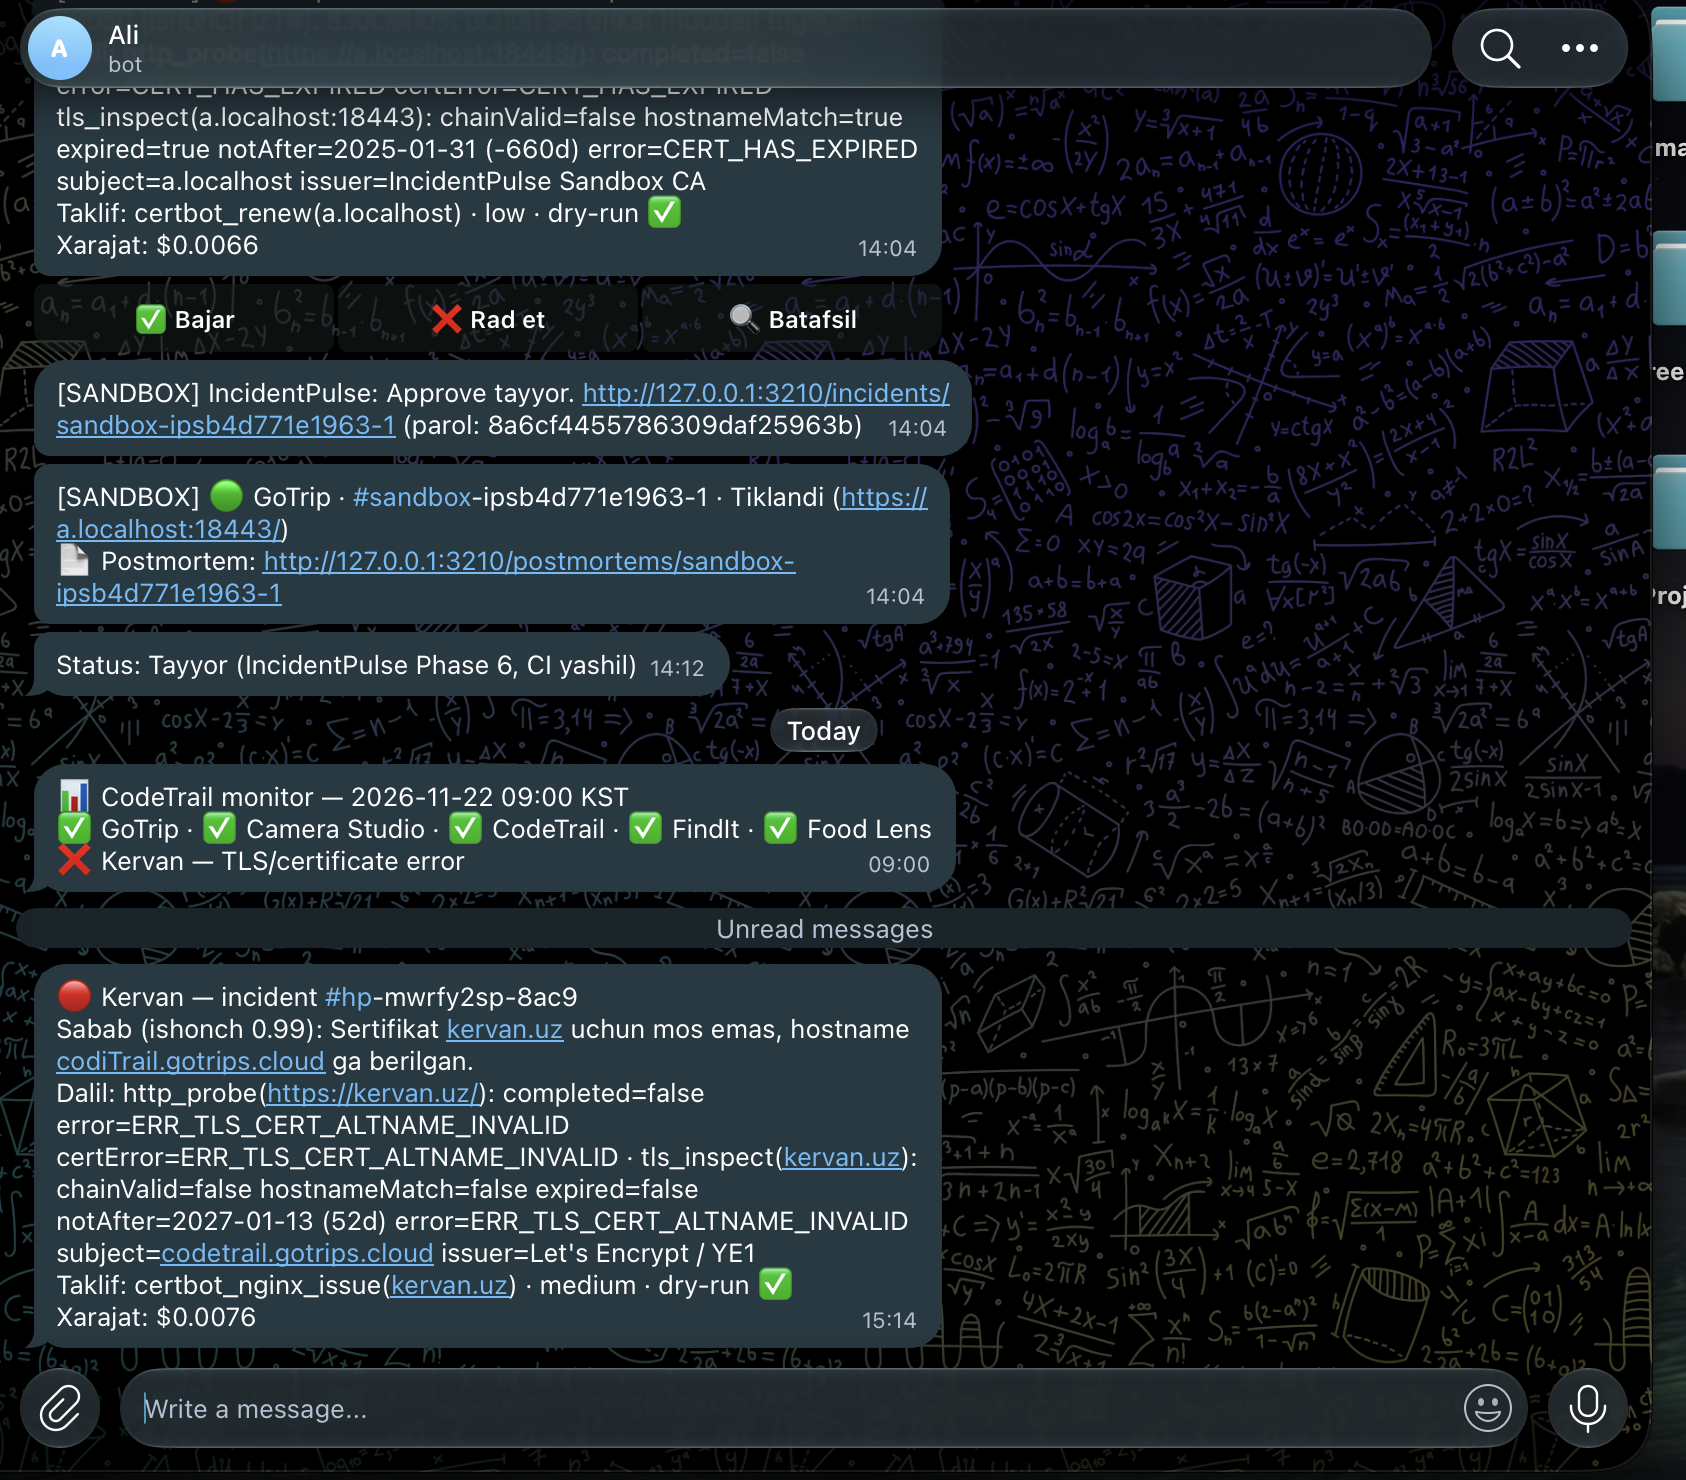 Ali
bot
error=CERT_HAS_EXPIRED certError=CERT_HAS_EXPIRED
tls_inspect(a.localhost:18443): chainValid=false hostnameMatch=true
expired=true notAfter=2025-01-31 (-660d) error=CERT_HAS_EXPIRED
subject=a.localhost issuer=IncidentPulse Sandbox CA
Taklif: certbot_renew(a.localhost) · low · dry-run ✅
Xarajat: $0.0066
14:04
✅ Bajar
❌ Rad et
🔍 Batafsil
[SANDBOX] IncidentPulse: Approve tayyor. http://127.0.0.1:3210/incidents/
sandbox-ipsb4d771e1963-1 (parol: 8a6cf4455786309daf25963b) 14:04
[SANDBOX] 🟢 GoTrip · #sandbox-ipsb4d771e1963-1 · Tiklandi (https://
a.localhost:18443/)
📄 Postmortem: http://127.0.0.1:3210/postmortems/sandbox-
ipsb4d771e1963-1
14:04
Status: Tayyor (IncidentPulse Phase 6, CI yashil) 14:12
Today
📊 CodeTrail monitor — 2026-11-22 09:00 KST
✅ GoTrip · ✅ Camera Studio · ✅ CodeTrail · ✅ FindIt · ✅ Food Lens
❌ Kervan — TLS/certificate error
09:00
Unread messages
🔴 Kervan — incident #hp-mwrfy2sp-8ac9
Sabab (ishonch 0.99): Sertifikat kervan.uz uchun mos emas, hostname
codiTrail.gotrips.cloud ga berilgan.
Dalil: http_probe(https://kervan.uz/): completed=false
error=ERR_TLS_CERT_ALTNAME_INVALID
certError=ERR_TLS_CERT_ALTNAME_INVALID · tls_inspect(kervan.uz):
chainValid=false hostnameMatch=false expired=false
notAfter=2027-01-13 (52d) error=ERR_TLS_CERT_ALTNAME_INVALID
subject=codetrail.gotrips.cloud issuer=Let's Encrypt / YE1
Taklif: certbot_nginx_issue(kervan.uz) · medium · dry-run ✅
Xarajat: $0.0076
15:14
Write a message...